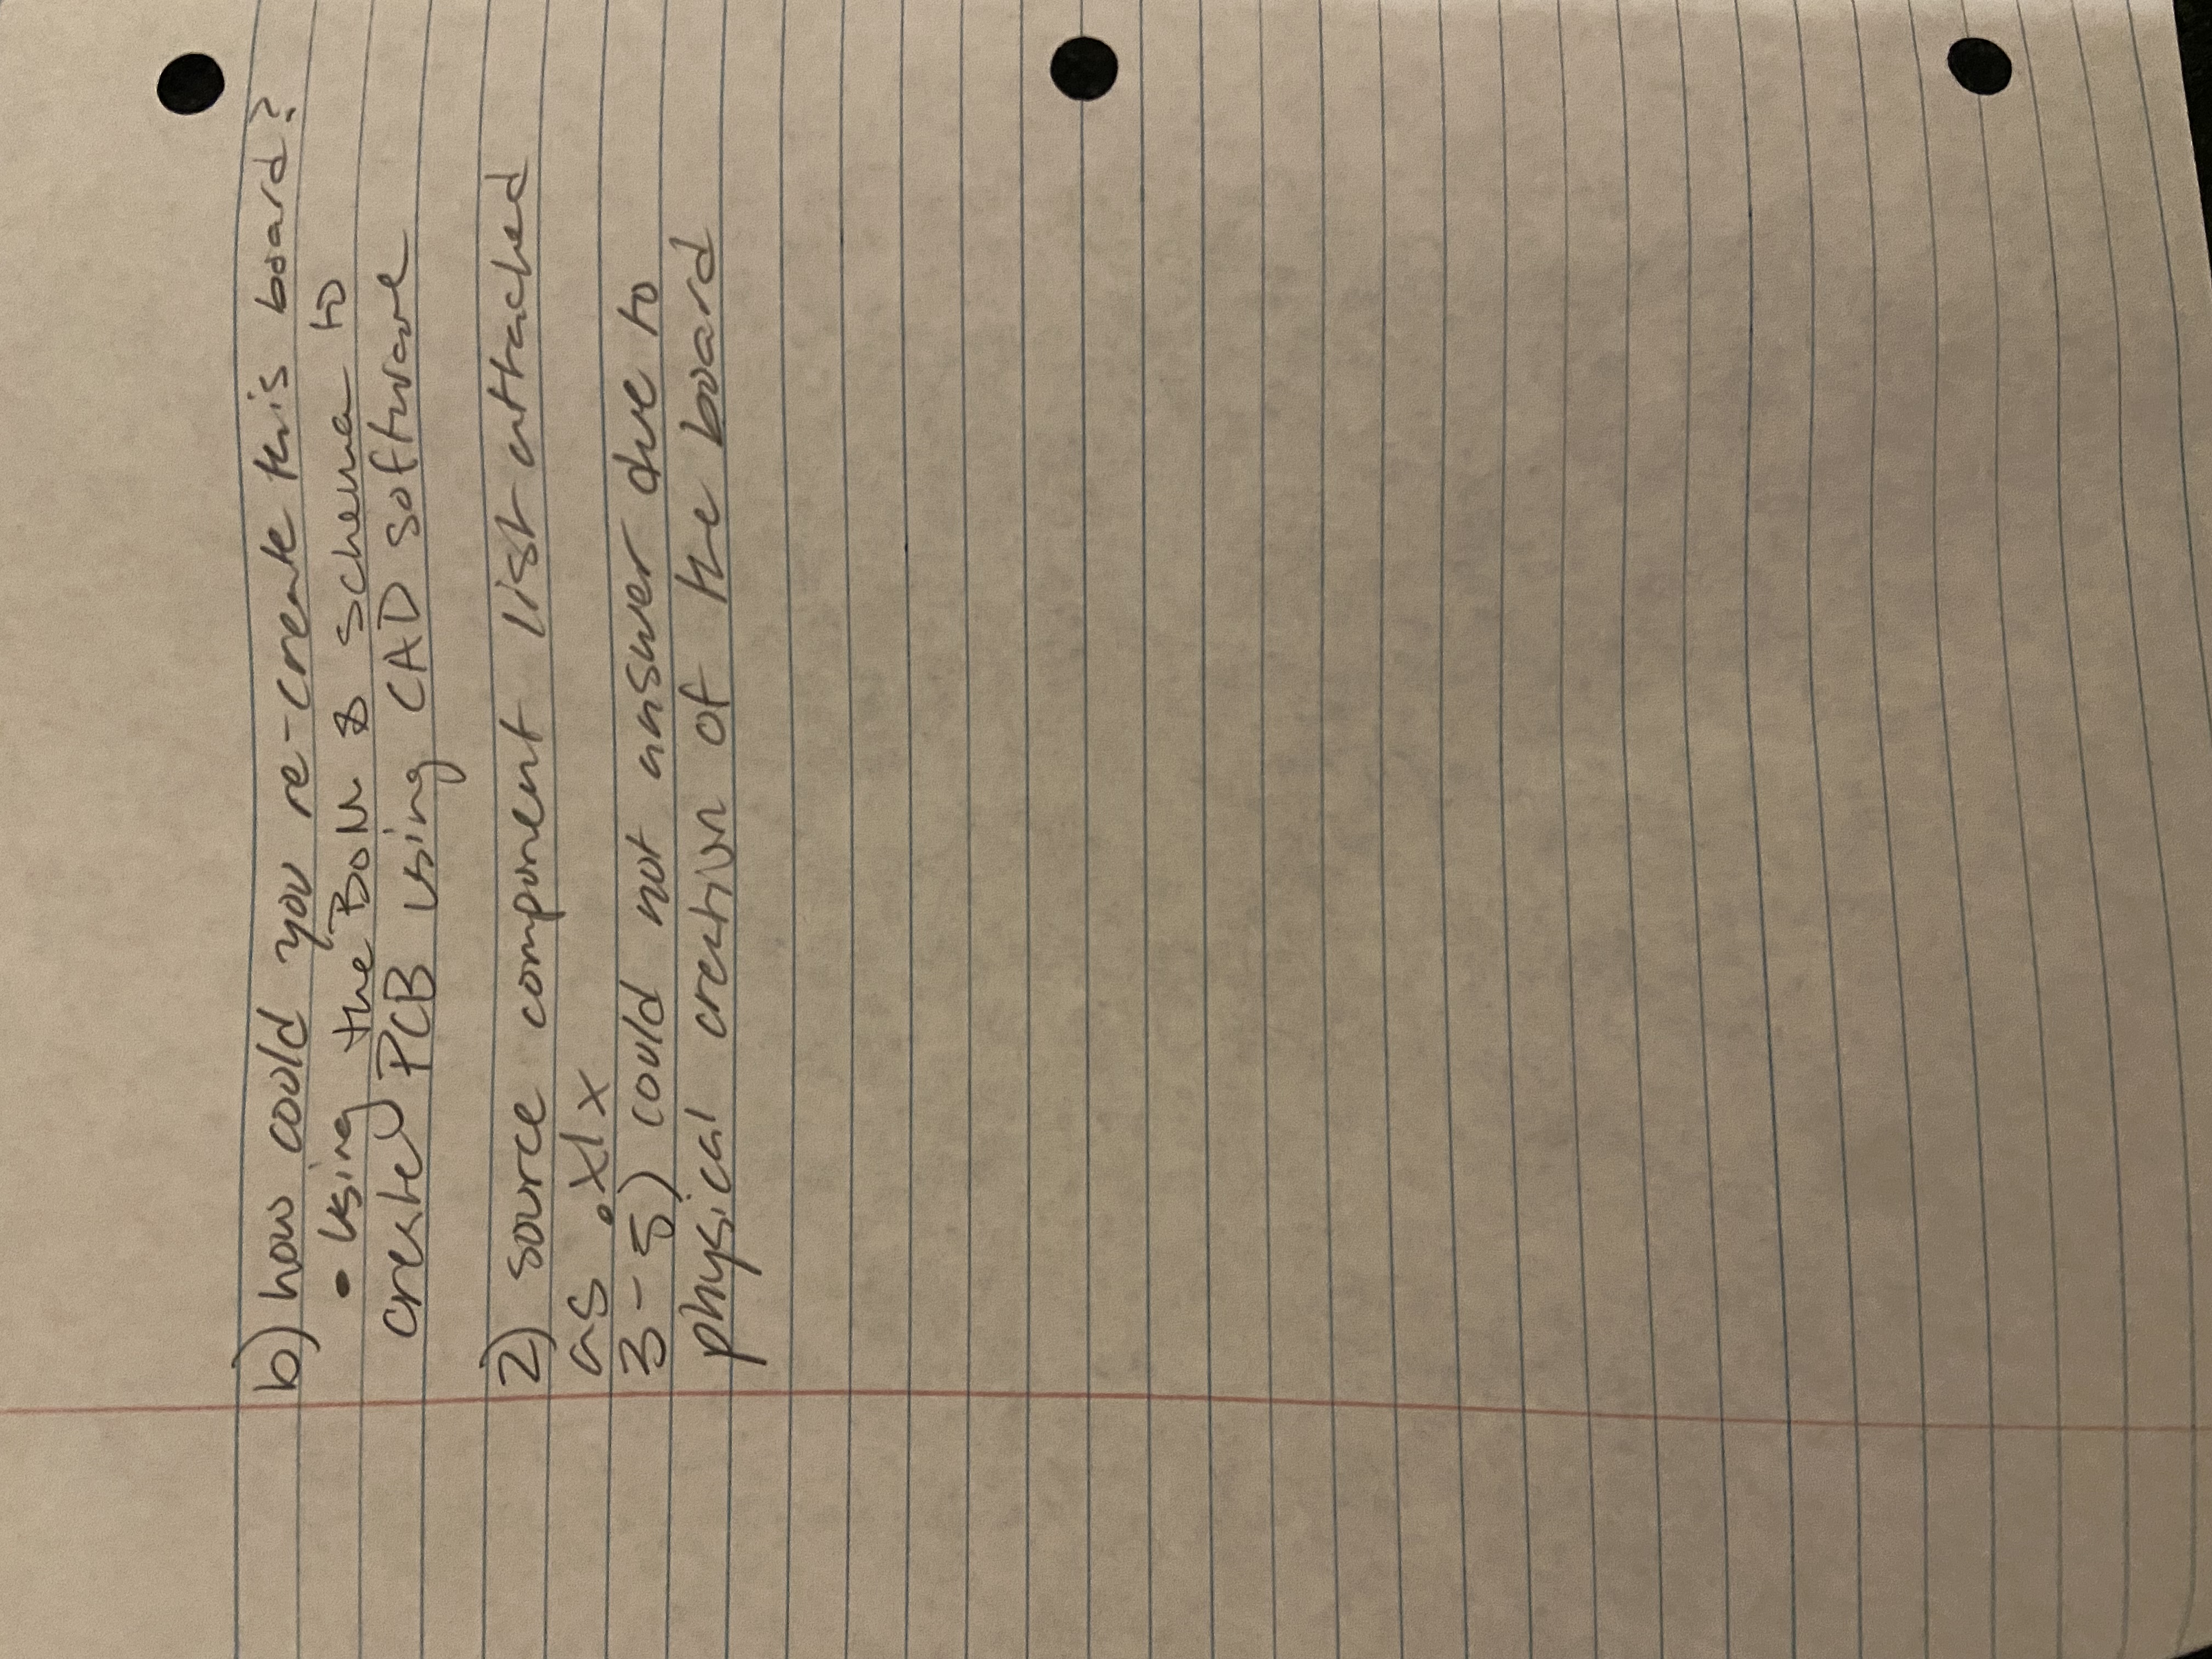 b) how could you re-create this board?
• Using the BoM & schema to
create PCB using CAD software
2) source component list attached
as .xlx
3-5) could not answer due to
physical creation of the board